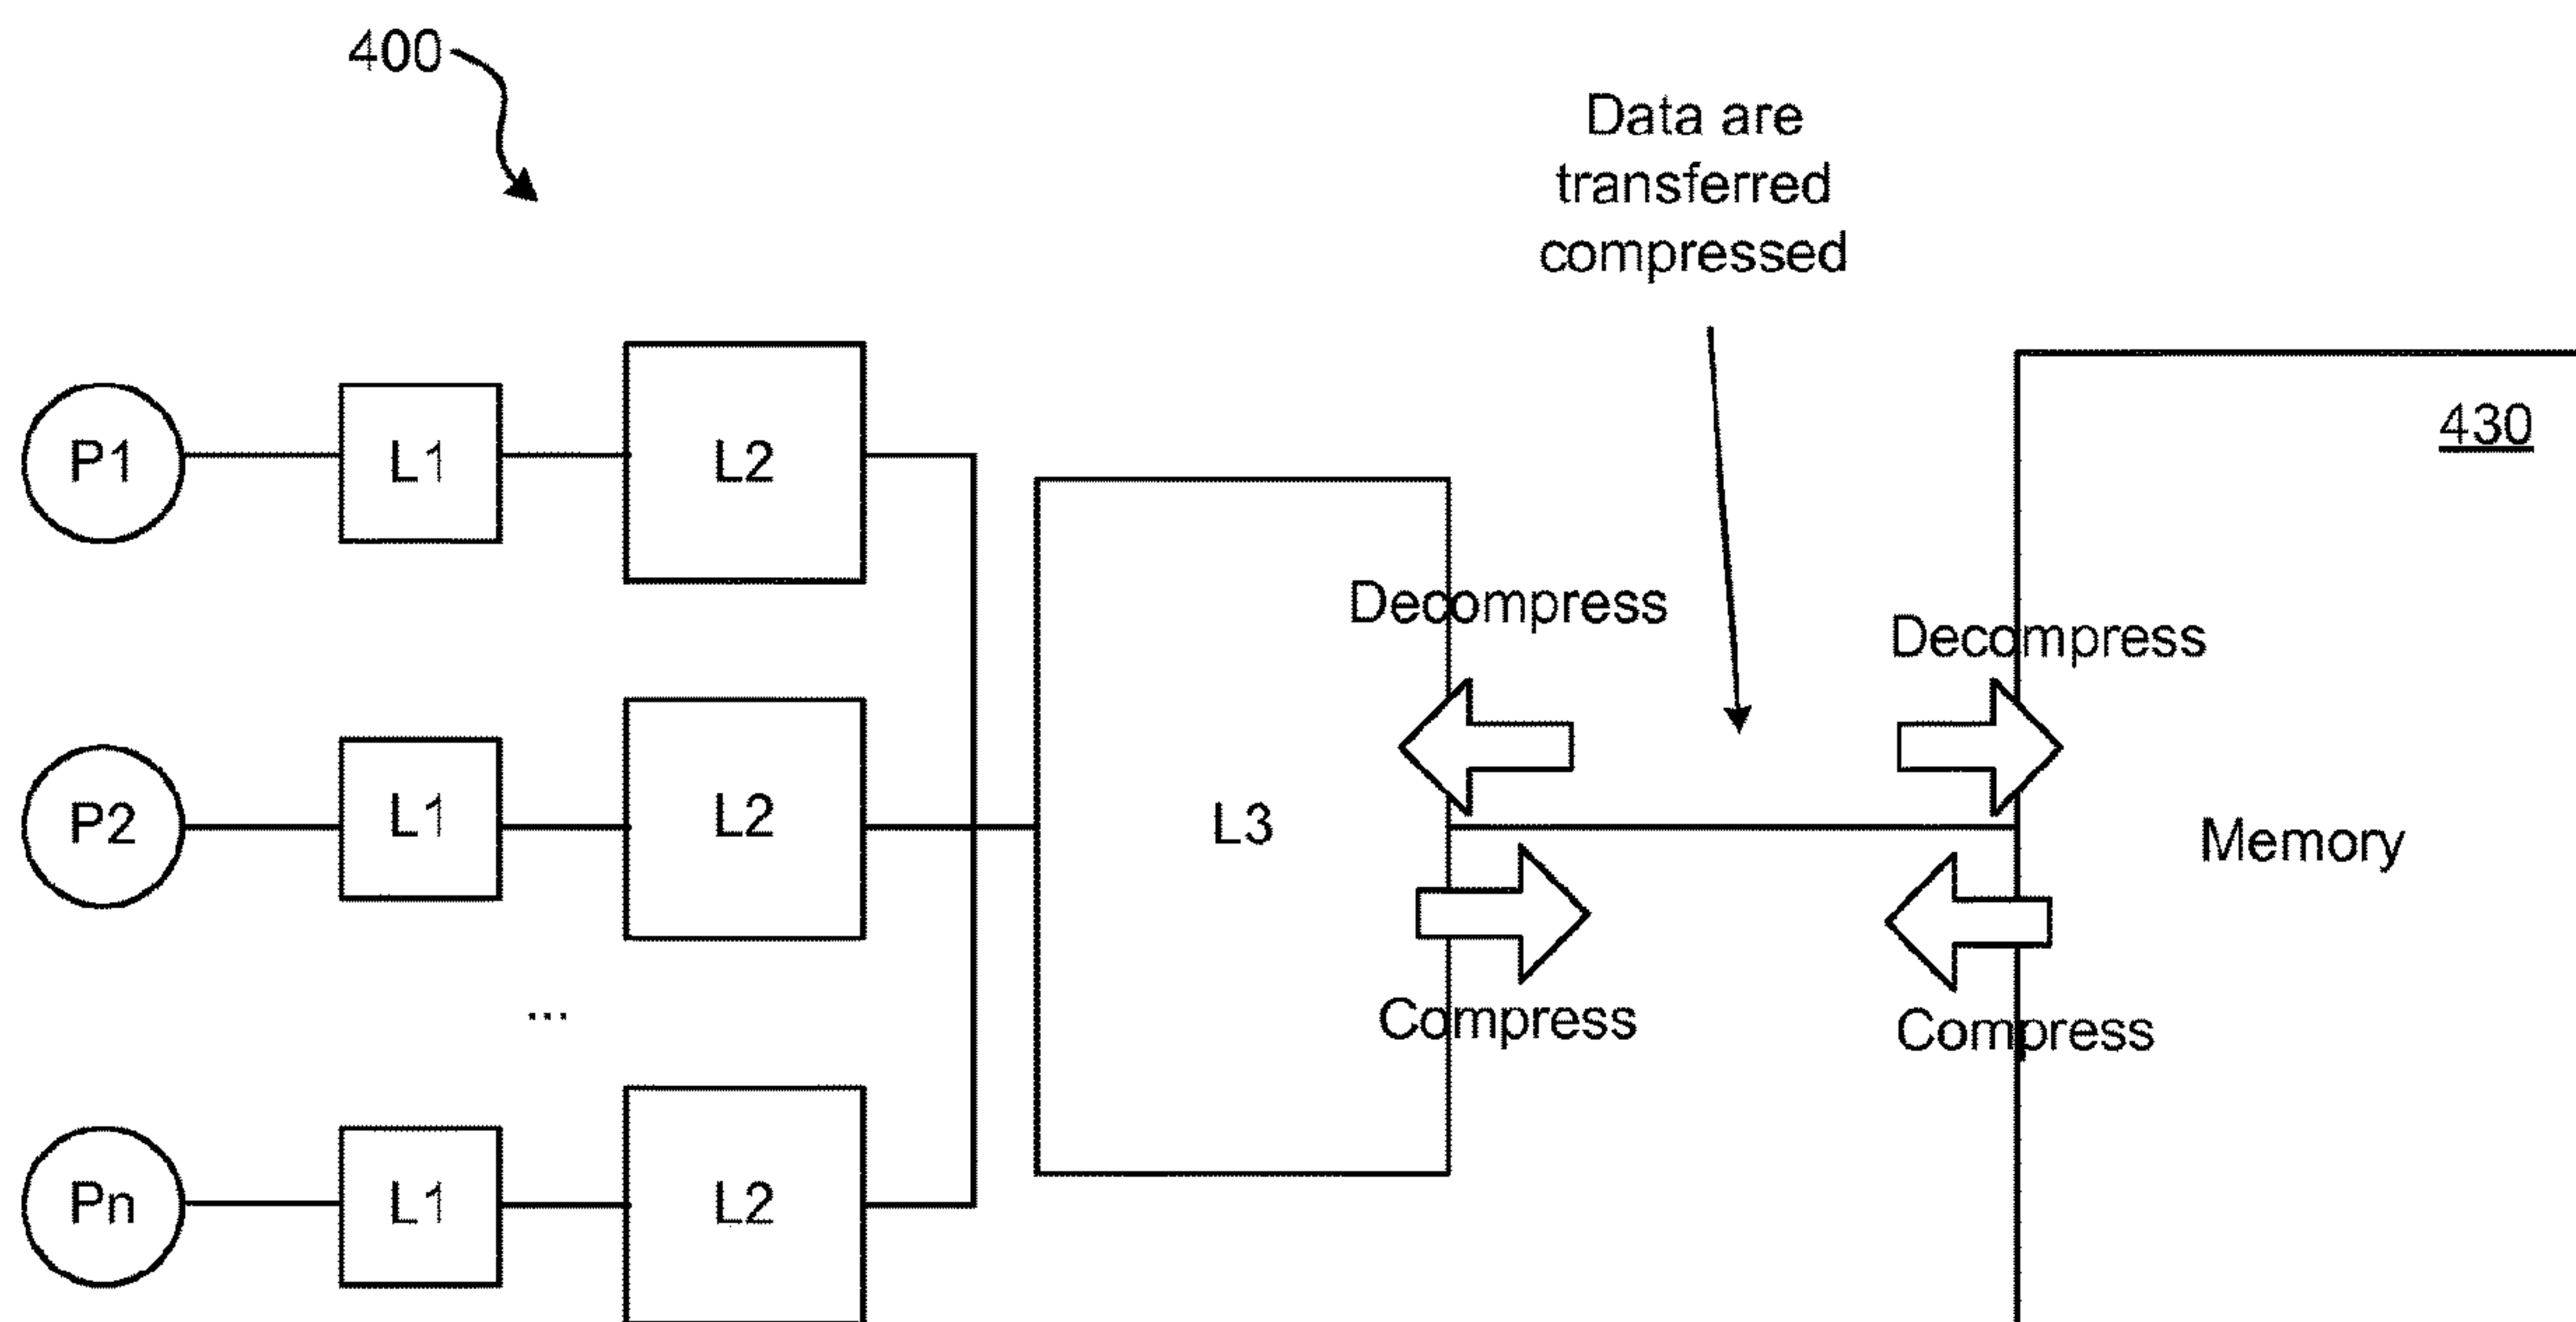 400
Data are
transferred
compressed
430
P1
L1
L2
Decompress
Decompress
P2
L1
L2
L3
Memory
...
Compress
Compress
Pn
L1
L2